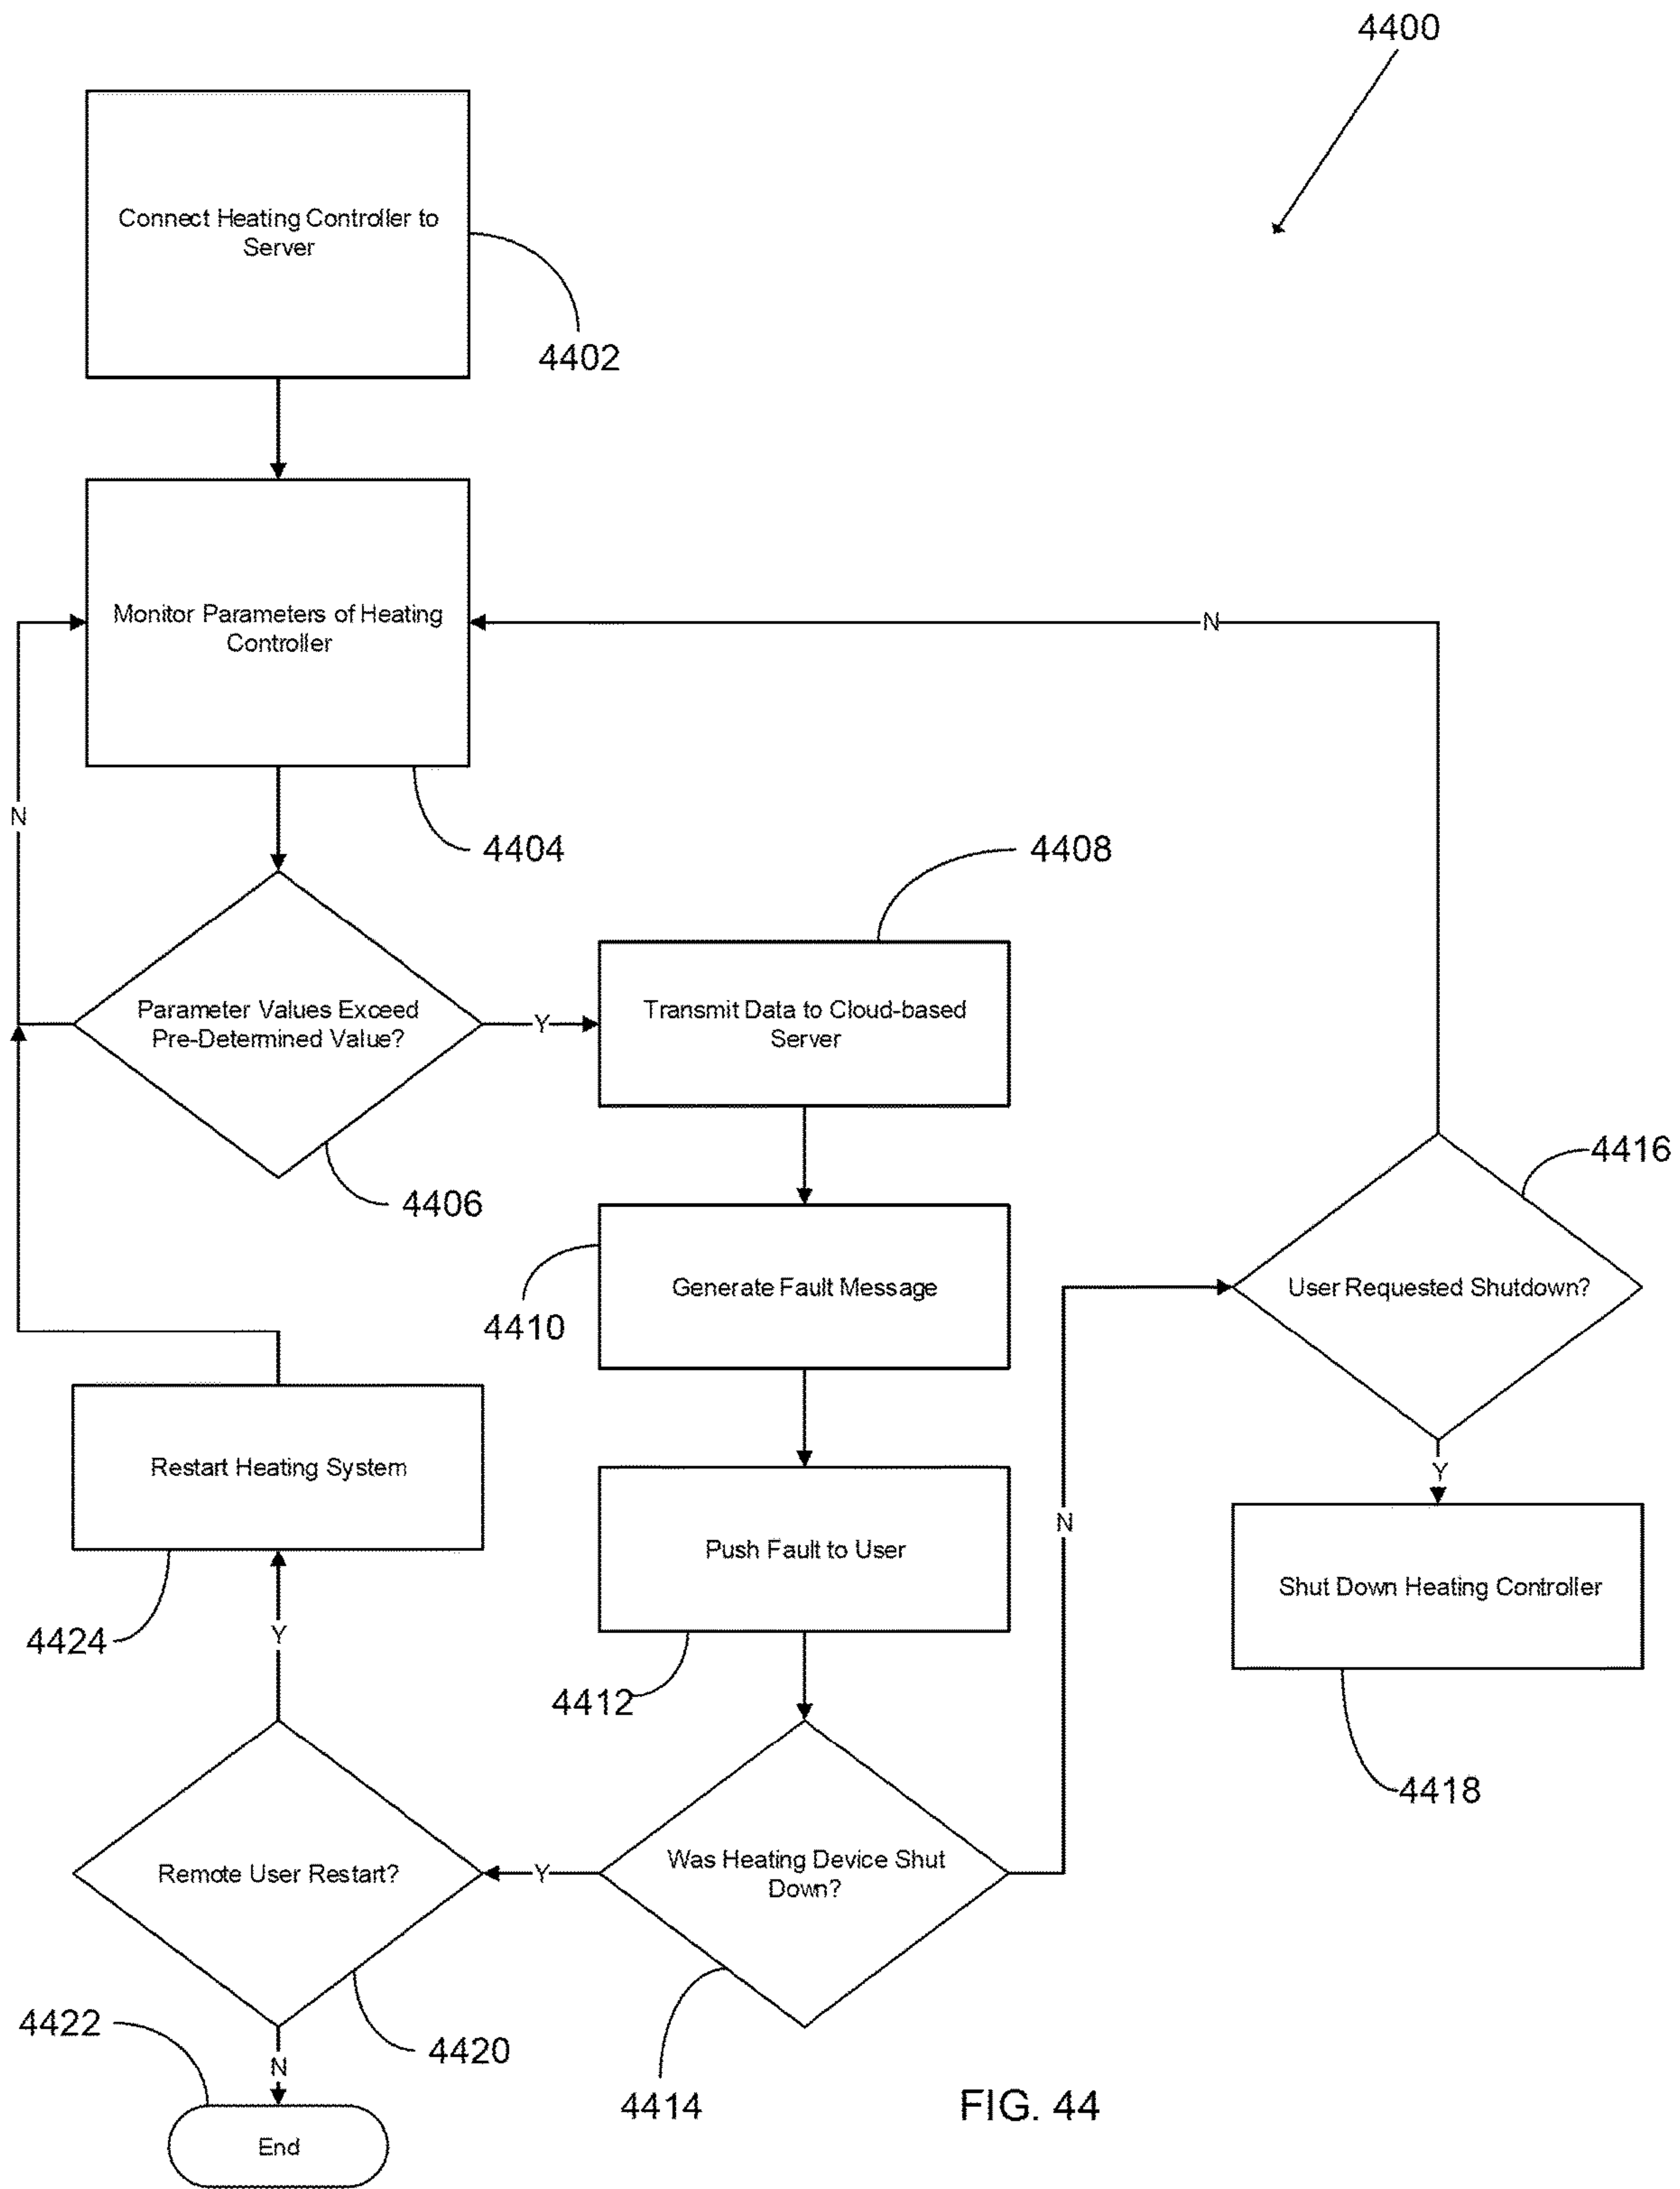 4400
Connect Heating Controller to
Server
4402
Monitor Parameters of Heating
Controller
N
N
4404
4408
Parameter Values Exceed
Pre-Determined Value?
Y
Transmit Data to Cloud-based
Server
4406
4416
4410
Generate Fault Message
User Requested Shutdown?
Restart Heating System
Y
N
Push Fault to User
Shut Down Heating Controller
4424
Y
4412
4418
Remote User Restart?
Y
Was Heating Device Shut
Down?
4422
4420
N
4414
FIG. 44
End